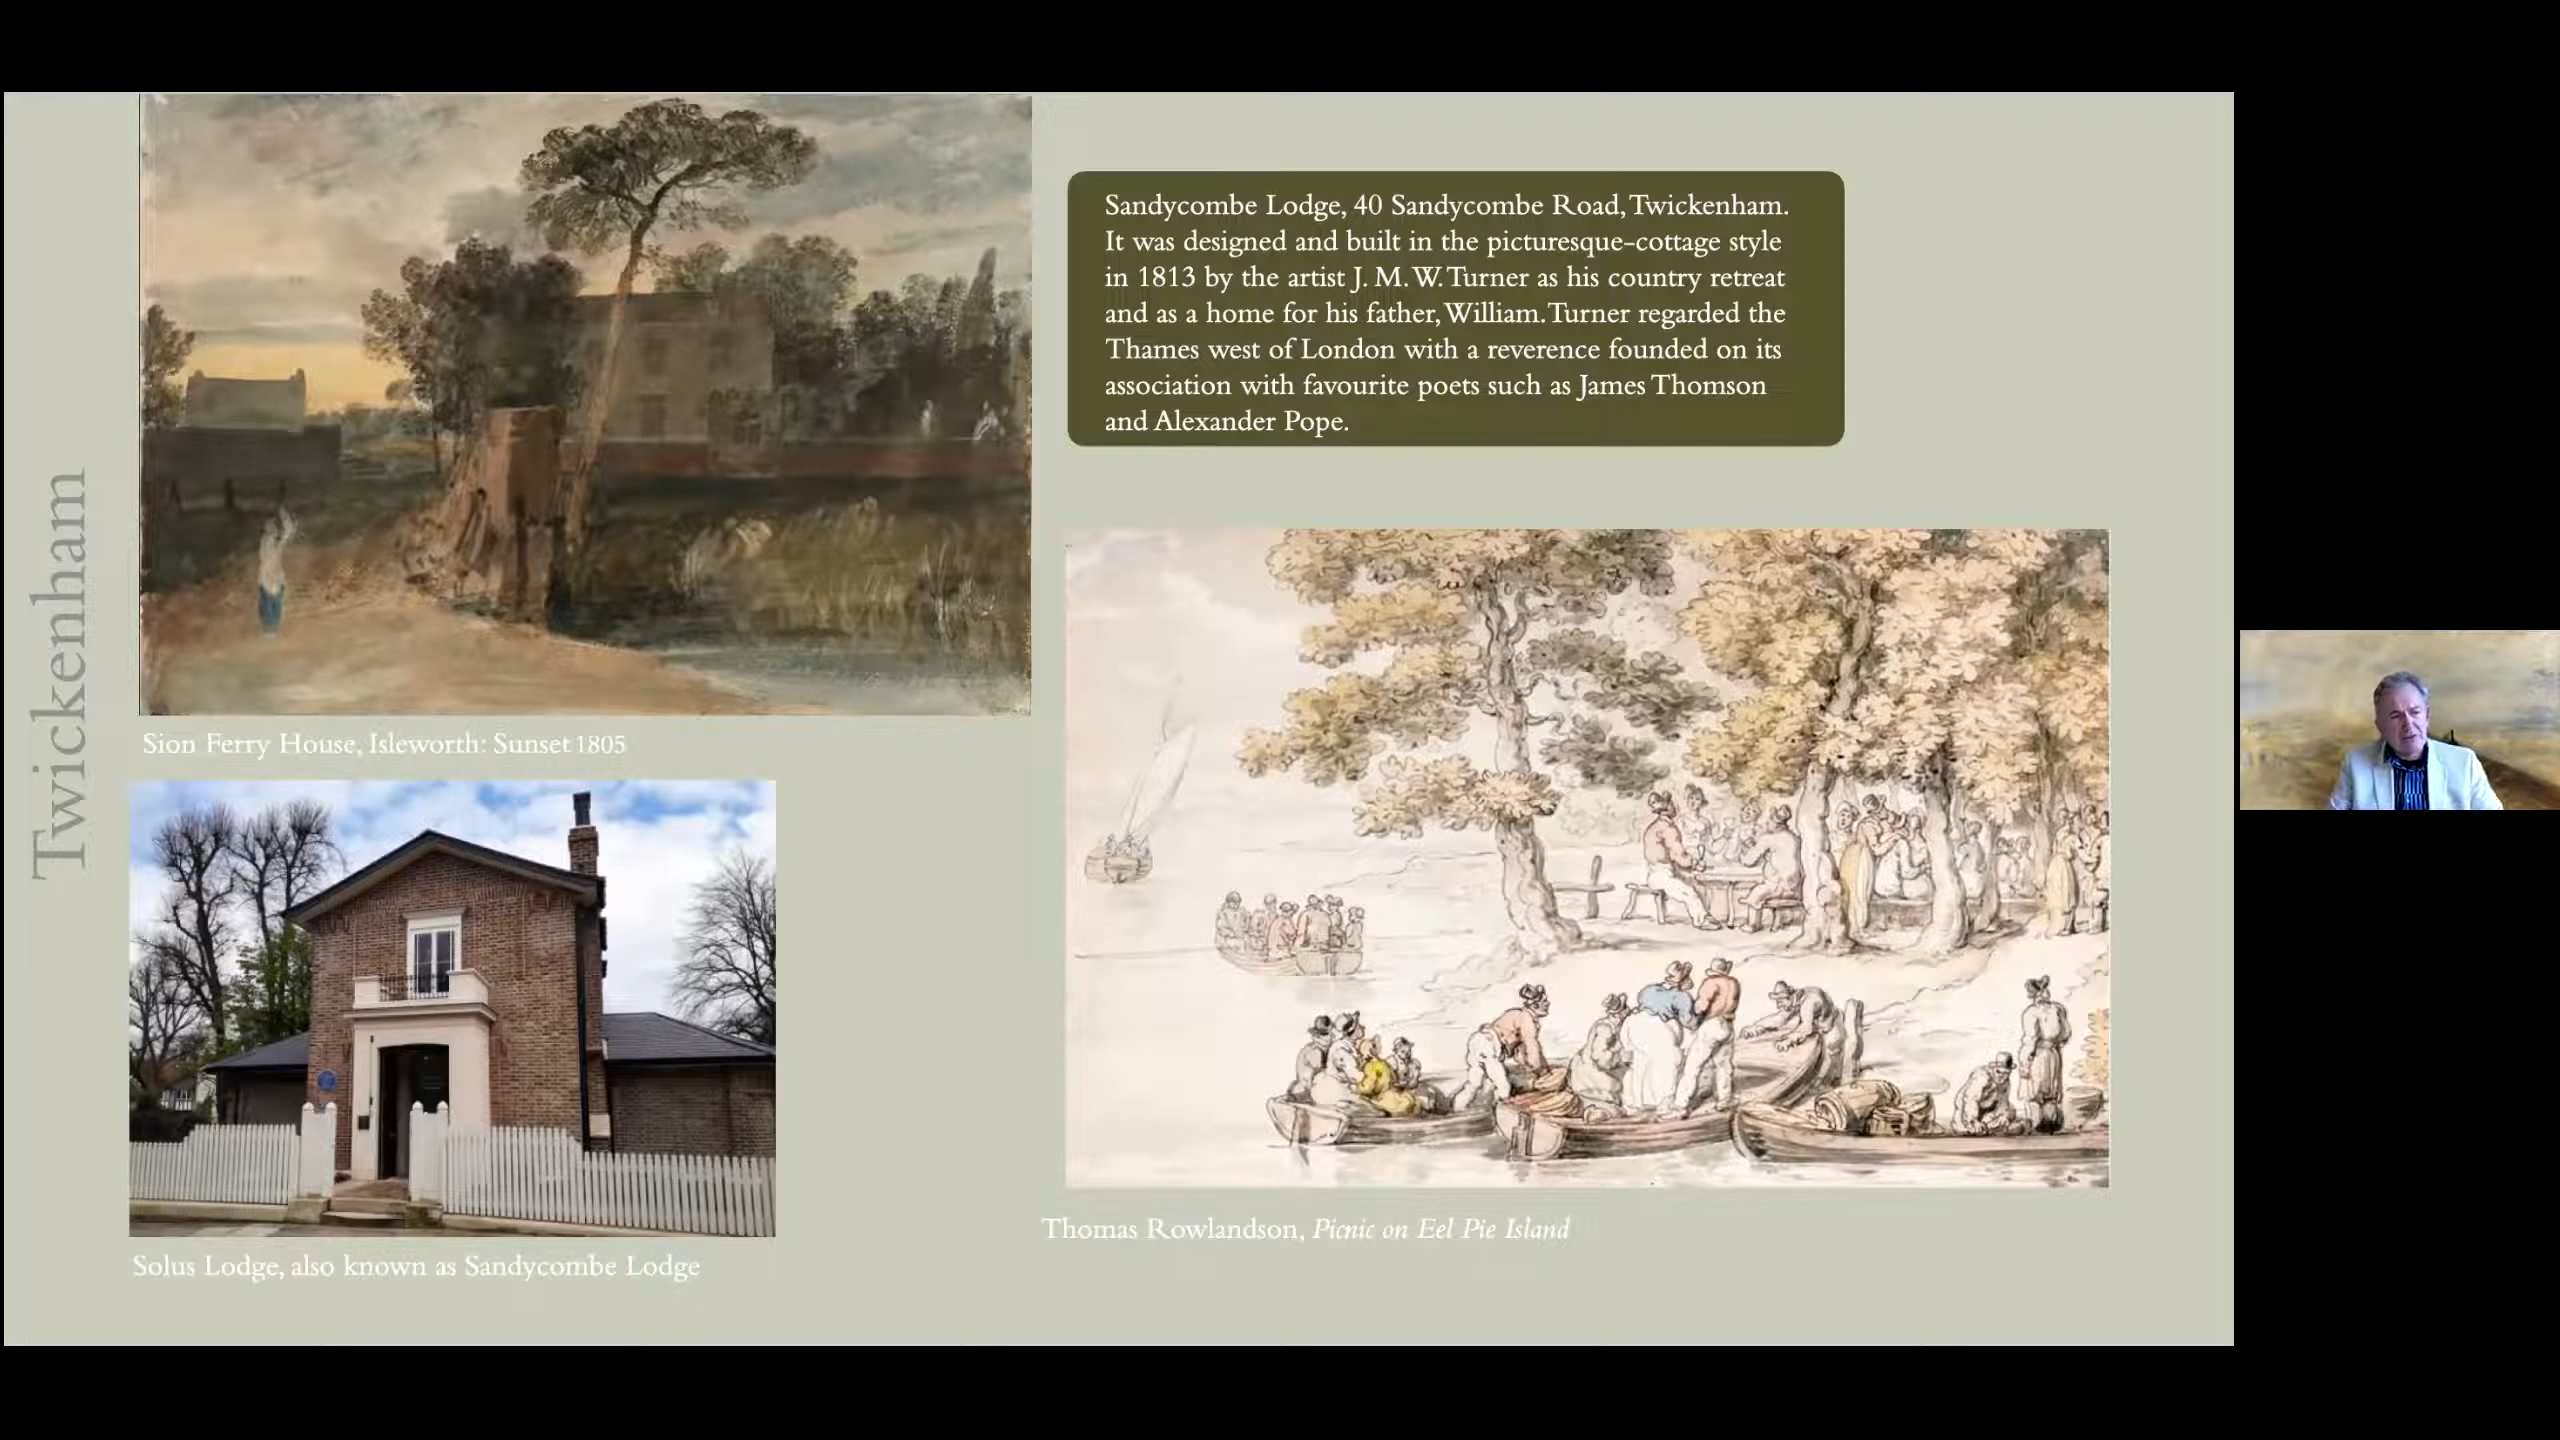 Twickenham
Sandycombe Lodge, 40 Sandycombe Road, Twickenham.
It was designed and built in the picturesque-cottage style
in 1813 by the artist J. M. W. Turner as his country retreat
and as a home for his father, William. Turner regarded the
Thames west of London with a reverence founded on its
association with favourite poets such as James Thomson
and Alexander Pope.
Sion Ferry House, Isleworth: Sunset 1805
Solus Lodge, also known as Sandycombe Lodge
Thomas Rowlandson, Picnic on Eel Pie Island